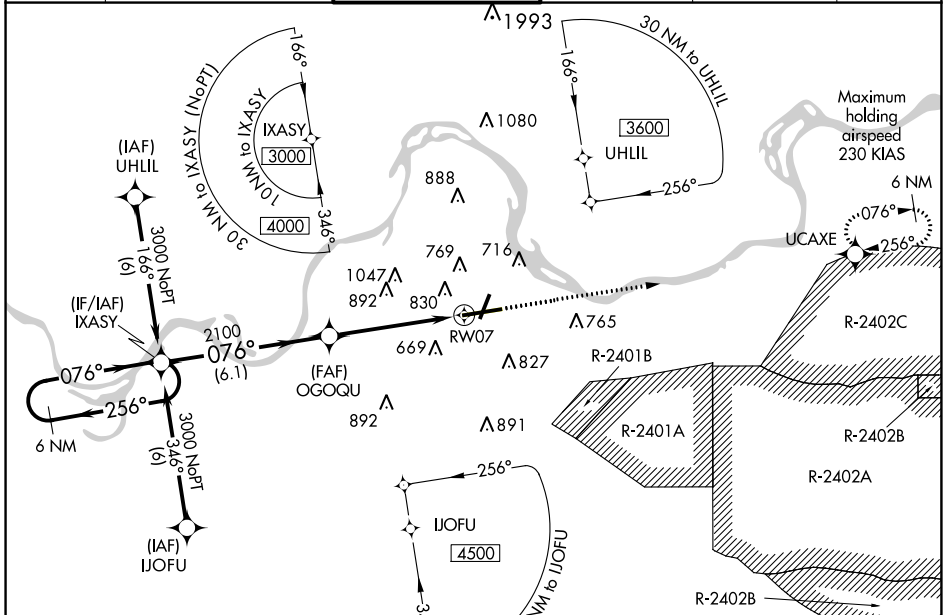 1993
30 NM to UHLIL
166°
3600
UHLIL
256°
Maximum
holding
airspeed
230 KIAS
6 NM
076°
256°
UCAXE
30 NM to IXASY (NoPT)
10NM to IXASY
166°
IXASY
3000
4000
346°
1080
888
769
716
1047
892
830
RW07
765
669
827
892
891
(IAF)
UHLIL
3000 NoPT
166°
(6)
(IF/IAF)
IXASY
2100
076°
(6.1)
(FAF)
OGOQU
076°
256°
6 NM
3000 NoPT
346°
(6)
(IAF)
IJOFU
256°
IJOFU
4500
NM to IJOFU
3
R-2401B
R-2401A
R-2402C
R-2402B
R-2402A
R-2402B